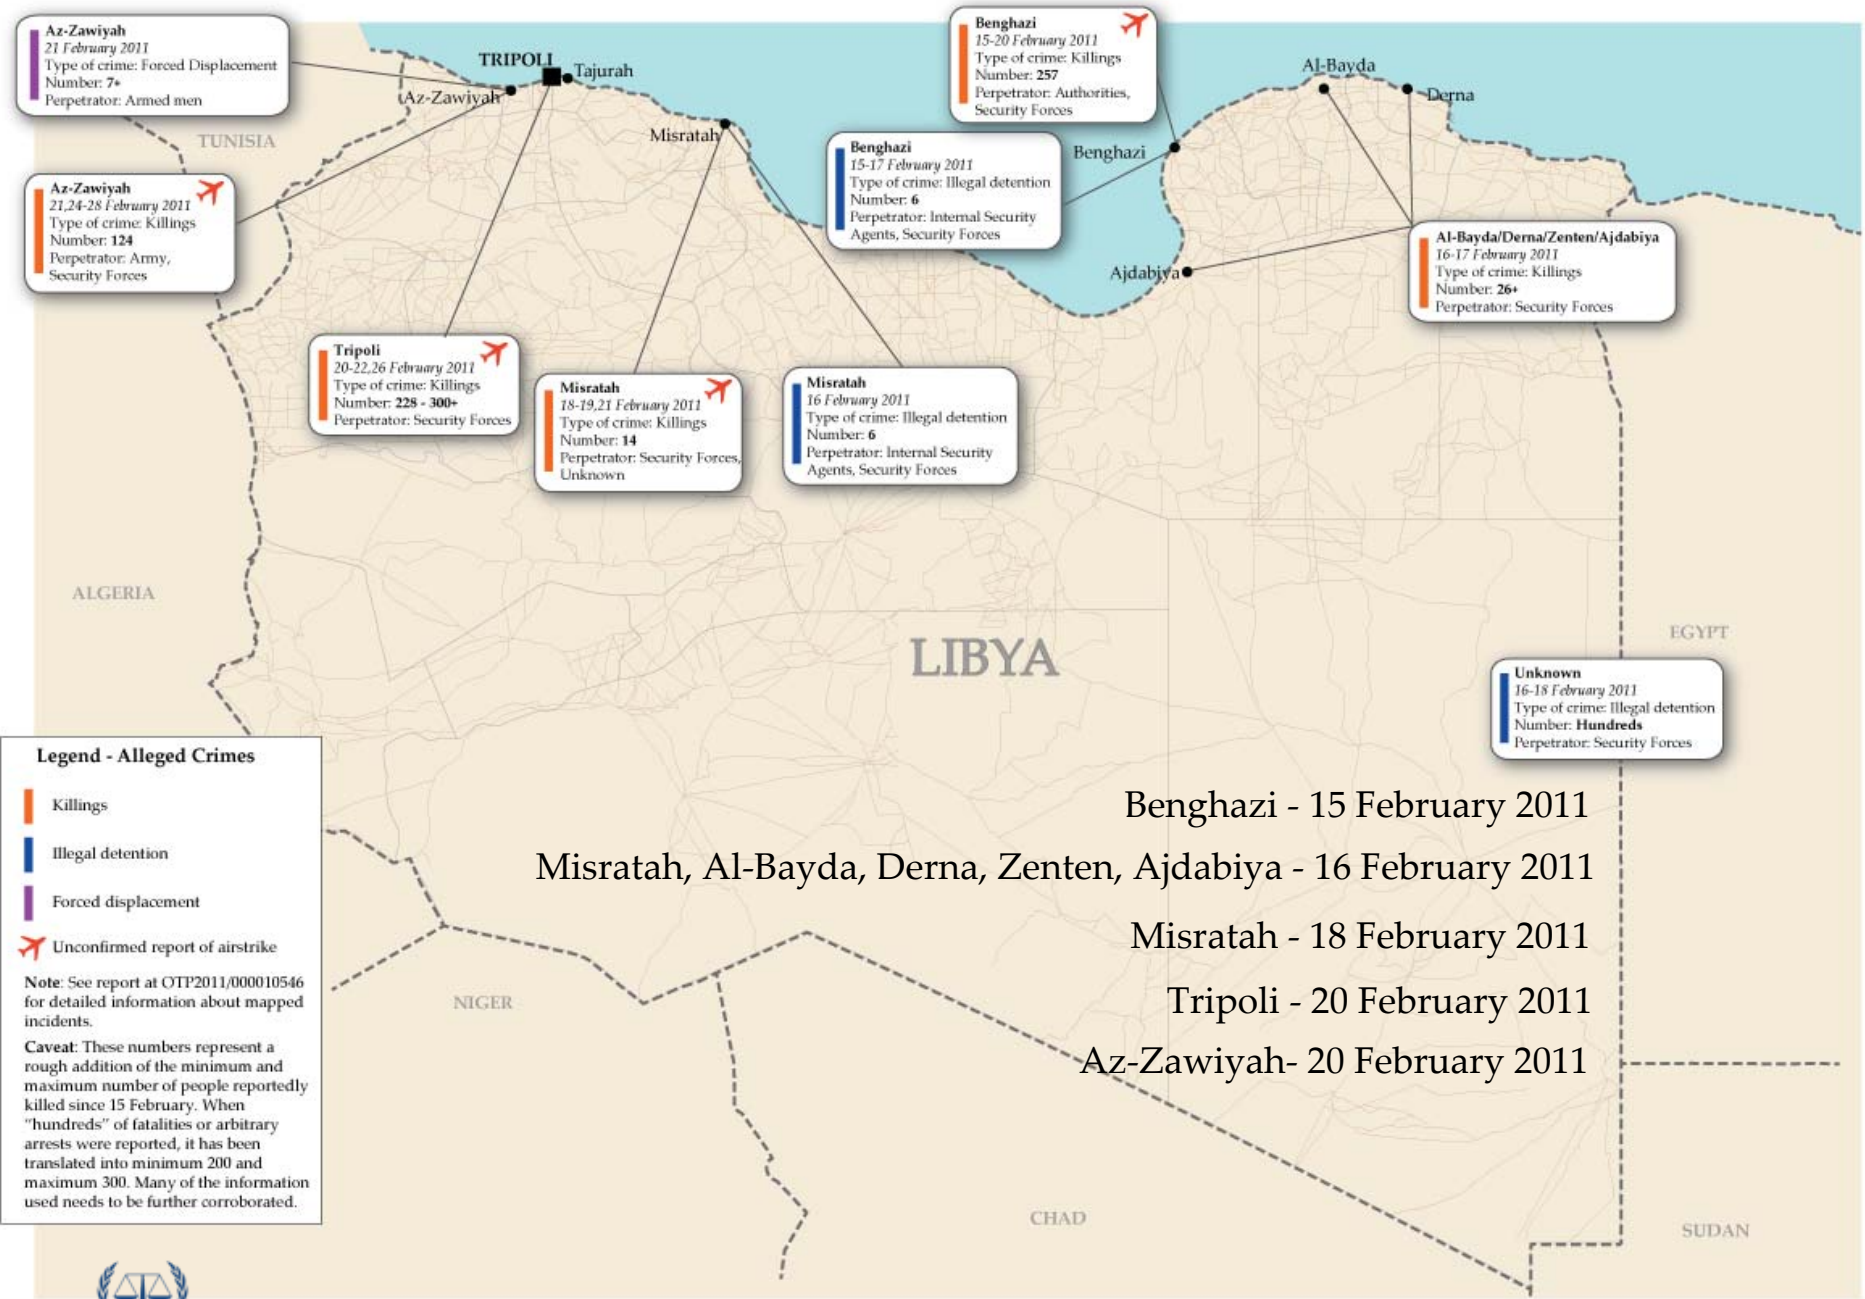 Az-Zawiyah
21 February 2011
Type of crime: Forced Displacement
Number: 7+
Perpetrator: Armed men
TRIPOLI
Tajurah
Az-Zawiyah
Misratah
TUNISIA
Benghazi
15-20 February 2011
Type of crime: Killings
Number: 257
Perpetrator: Authorities,
Security Forces
Al-Bayda
Derna
Benghazi
Benghazi
15-17 February 2011
Type of crime: Illegal detention
Number: 6
Perpetrator: Internal Security
Agents, Security Forces
Az-Zawiyah
21,24-28 February 2011
Type of crime: Killings
Number: 124
Perpetrator: Army,
Security Forces
Ajdabiya
Al-Bayda/Derna/Zenten/Ajdabiya
16-17 February 2011
Type of crime: Killings
Number: 26+
Perpetrator: Security Forces
Tripoli
20-22,26 February 2011
Type of crime: Killings
Number: 228 - 300+
Perpetrator: Security Forces
Misratah
18-19,21 February 2011
Type of crime: Killings
Number: 14
Perpetrator: Security Forces,
Unknown
Misratah
16 February 2011
Type of crime: Illegal detention
Number: 6
Perpetrator: Internal Security
Agents, Security Forces
ALGERIA
LIBYA
EGYPT
Unknown
16-18 February 2011
Type of crime: Illegal detention
Number: Hundreds
Perpetrator: Security Forces
Legend - Alleged Crimes
Killings
Illegal detention
Forced displacement
Unconfirmed report of airstrike
Note: See report at OTP2011/000010546
for detailed information about mapped
incidents.
Caveat: These numbers represent a
rough addition of the minimum and
maximum number of people reportedly
killed since 15 February. When
"hundreds" of fatalities or arbitrary
arrests were reported, it has been
translated into minimum 200 and
maximum 300. Many of the information
used needs to be further corroborated.
Benghazi - 15 February 2011
Misratah, Al-Bayda, Derna, Zenten, Ajdabiya - 16 February 2011
Misratah - 18 February 2011
Tripoli - 20 February 2011
Az-Zawiyah- 20 February 2011
NIGER
CHAD
SUDAN